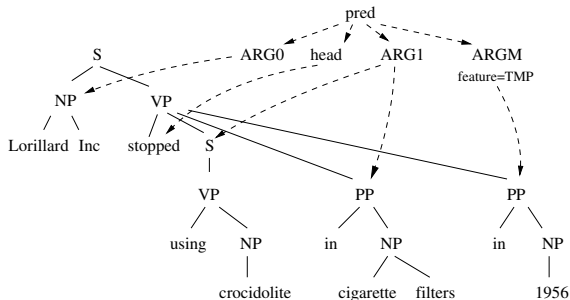 pred
S ARG0 head ARG1 ARGM
feature=TMP
NP VP
Lorillard Inc stopped S
VP PP PP
using NP in NP in NP
crocidolite cigarette filters 1956